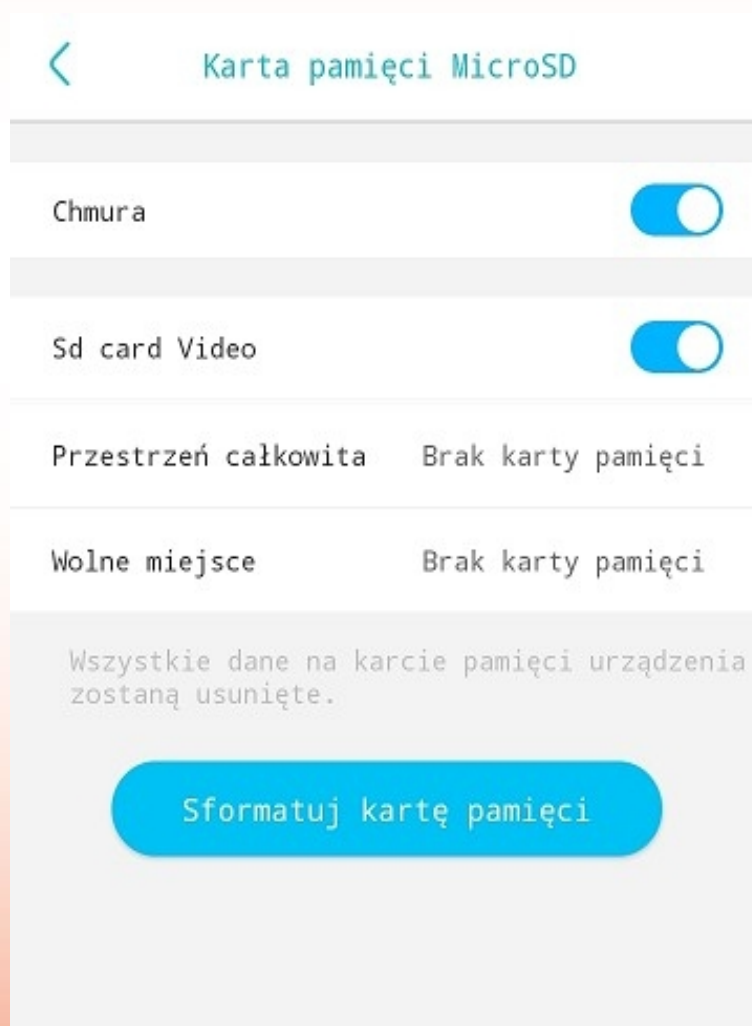 Karta pamięci MicroSD
Chmura
Sd card Video
Przestrzeń całkowita Brak karty pamięci
Wolne miejsce Brak karty pamięci
Wszystkie dane na karcie pamięci urządzenia
zostaną usunięte.
Sformatuj kartę pamięci